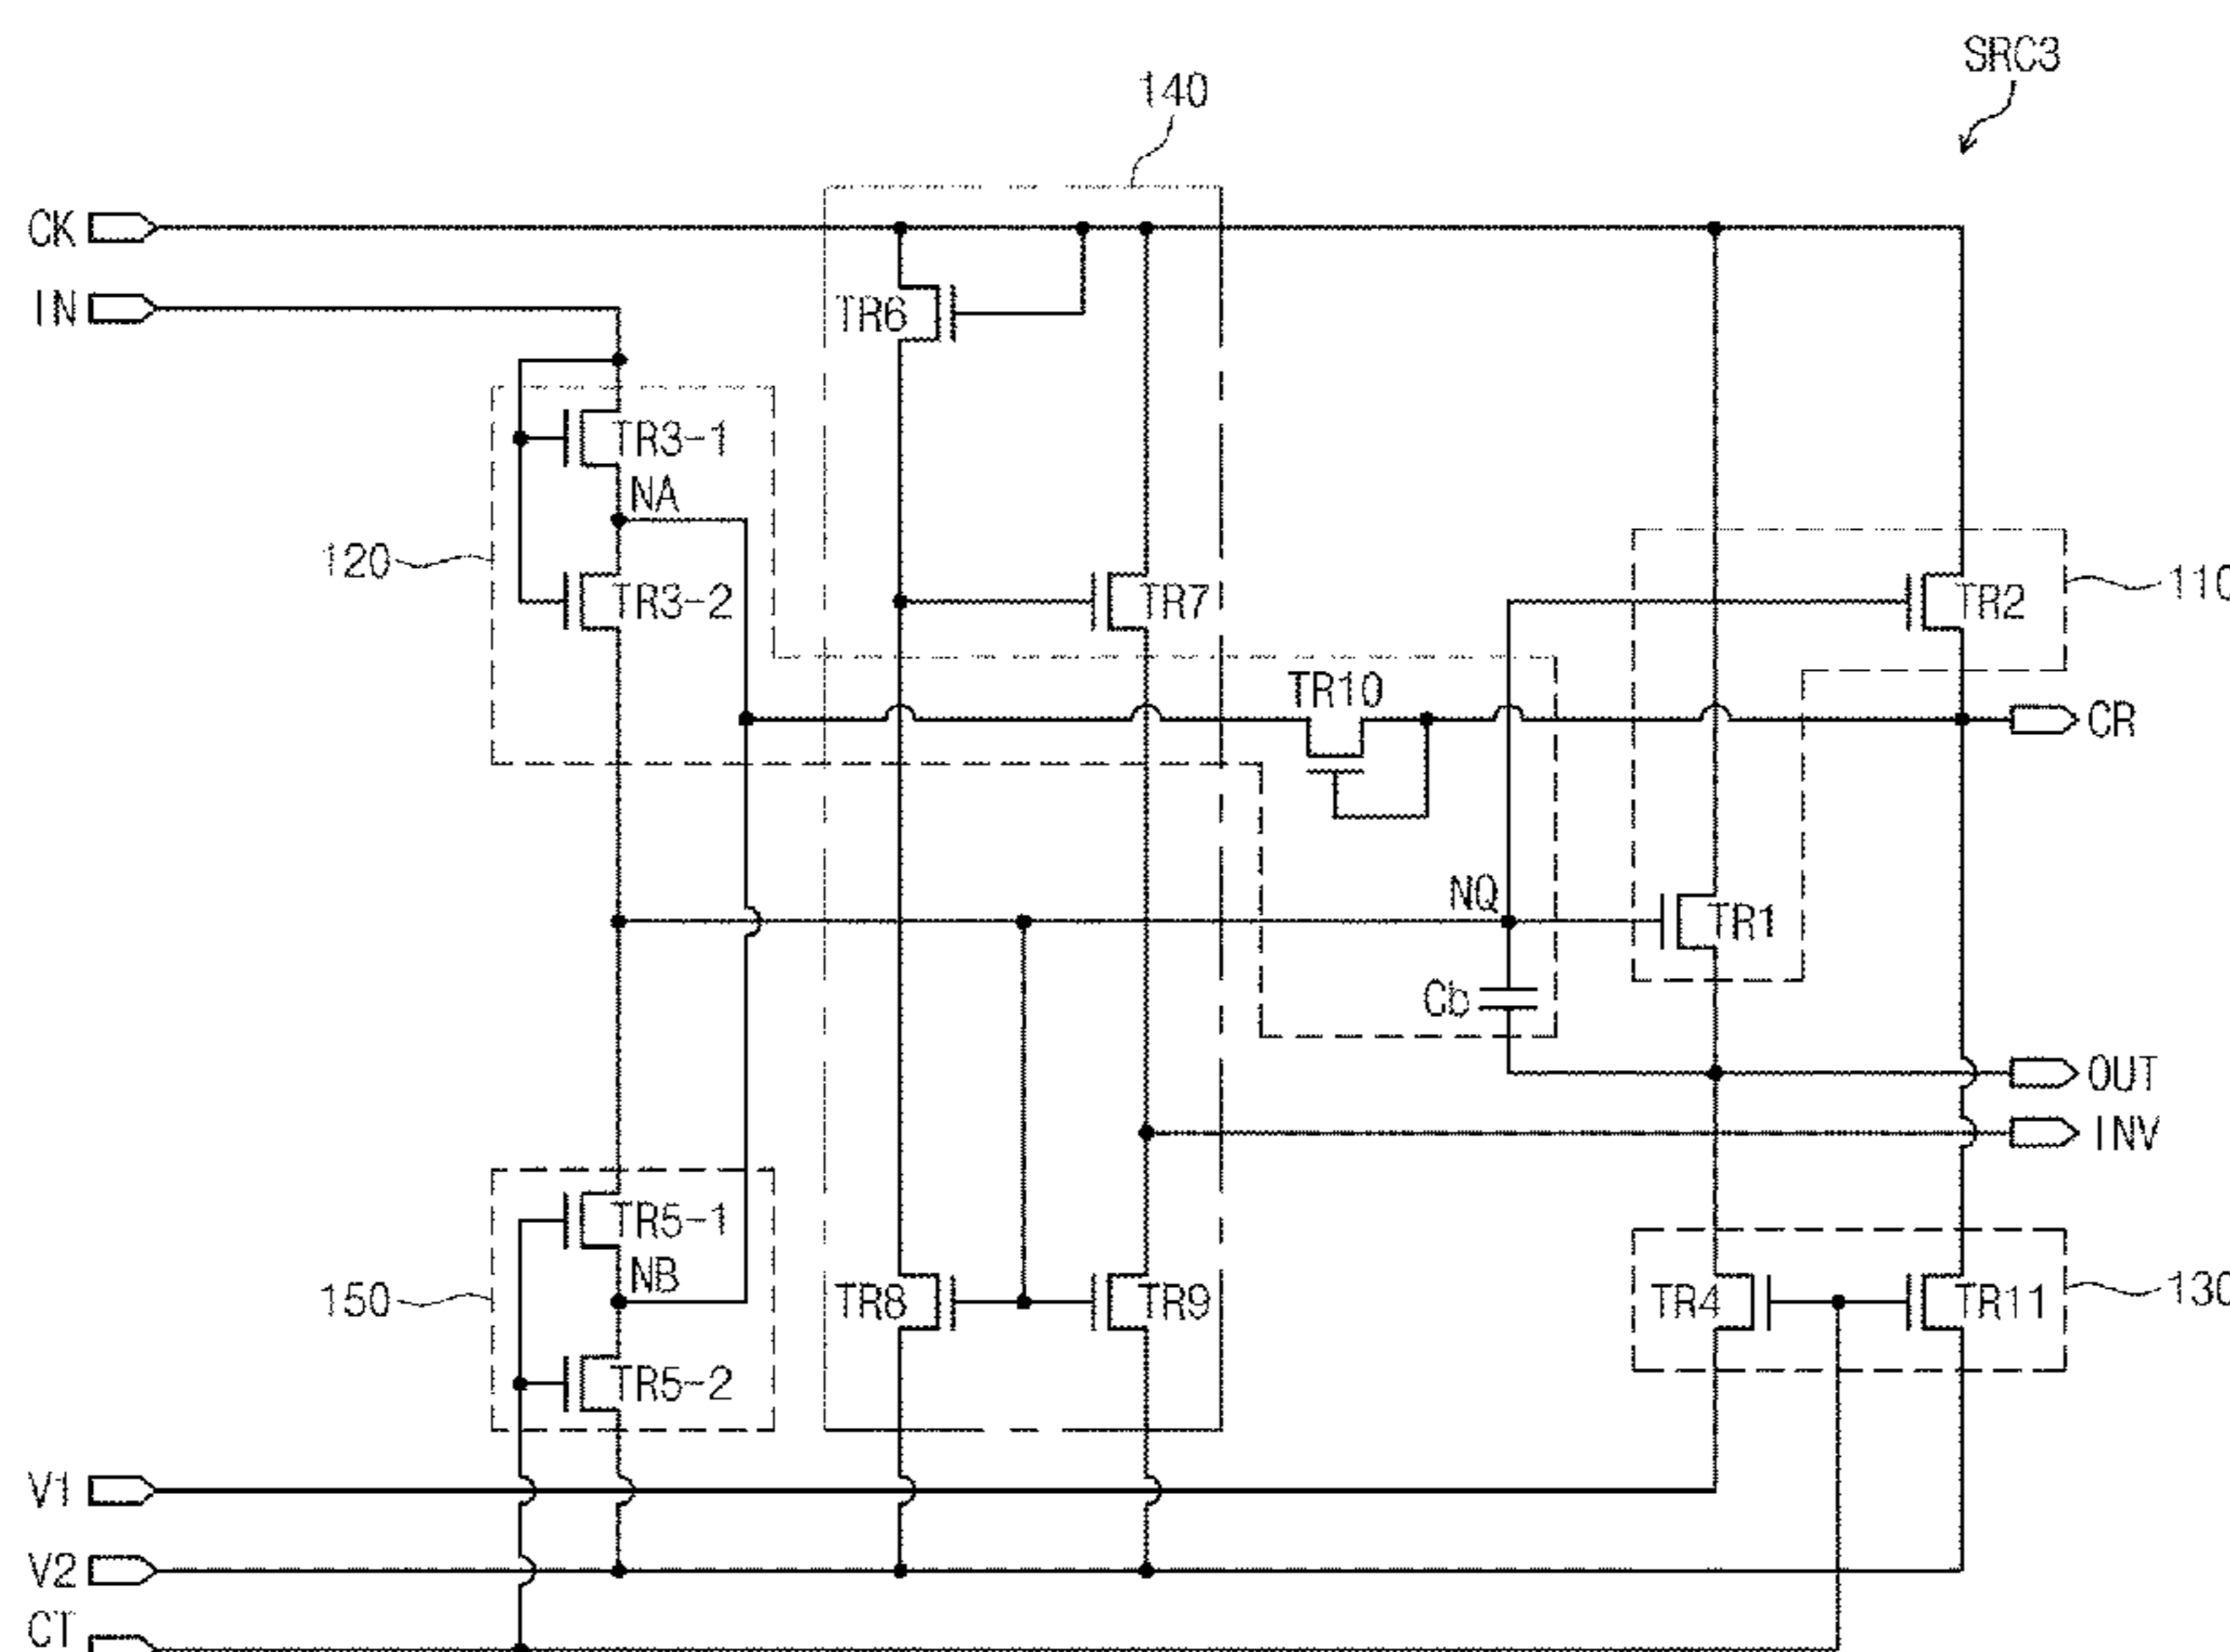 SRC3
140
CK
IN
TR6
TR3-1
NA
120
TR3-2
TR7
TR2
110
TR10
CR
NQ
TR1
Cb
OUT
INV
TR5-1
NB
150
TR8
TR9
TR4
TR11
130
TR5-2
V1
V2
CT